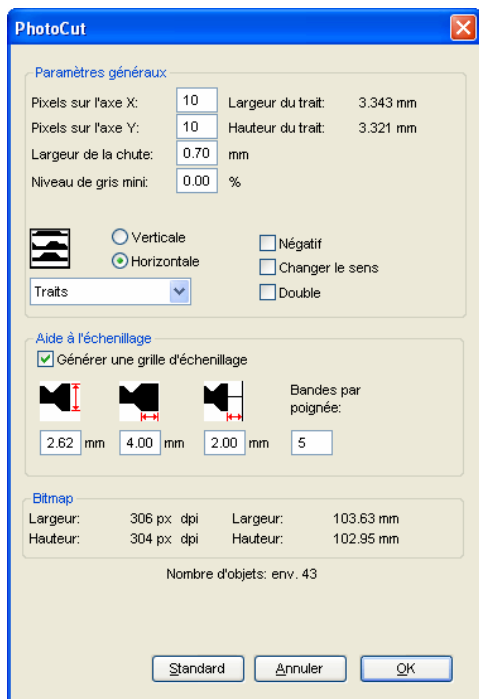 PhotoCut
Paramètres généraux
Pixels sur l'axe X: 10 Largeur du trait: 3.343 mm
Pixels sur l'axe Y: 10 Hauteur du trait: 3.321 mm
Largeur de la chute: 0.70 mm
Niveau de gris mini: 0.00 %
Verticale
Horizontale
Négatif
Changer le sens
Traits
Double
Aide à l'échenillage
Générer une grille d'échenillage
Bandes par
poignée:
2.62 mm 4.00 mm 2.00 mm 5
Bitmap
Largeur: 306 px dpi Largeur: 103.63 mm
Hauteur: 304 px dpi Hauteur: 102.95 mm
Nombre d'objets: env. 43
Standard Annuler OK